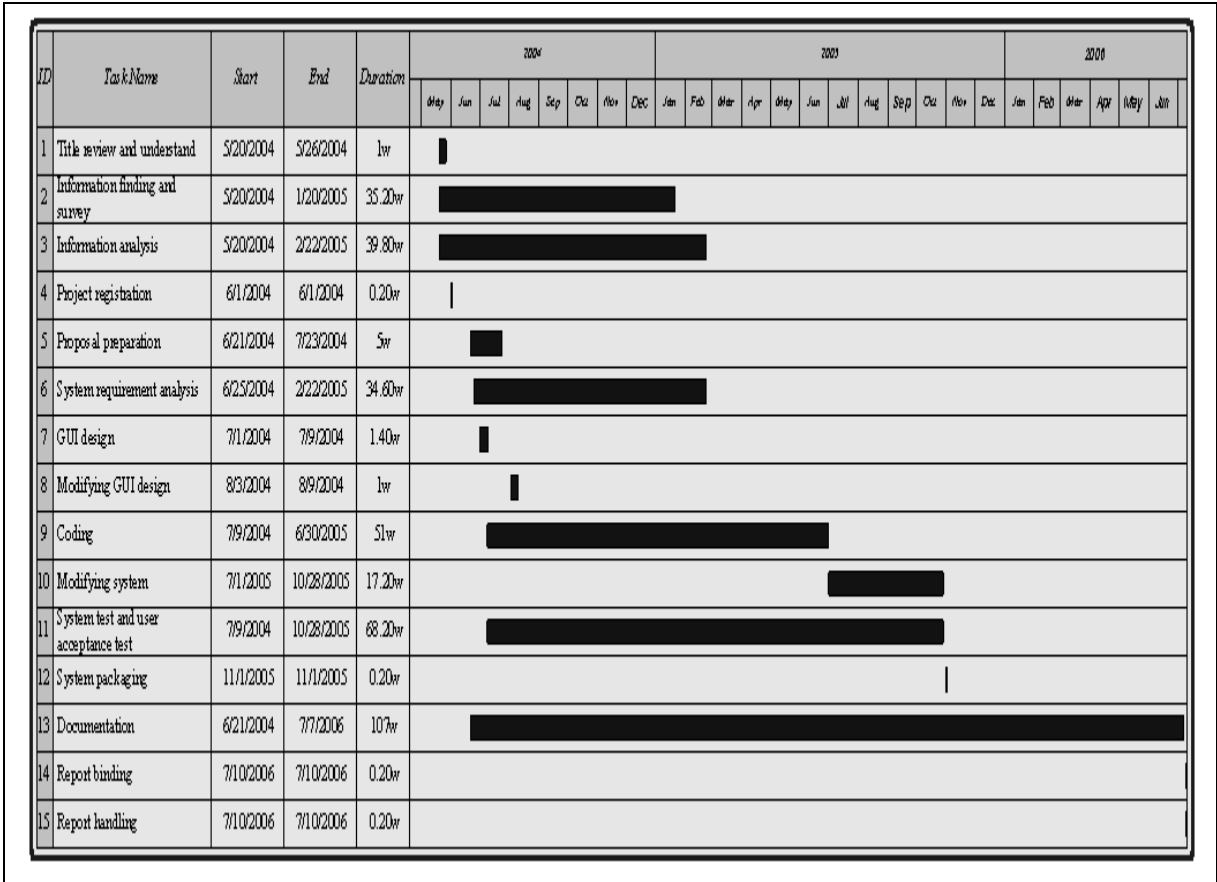 ID Task Name Start End Duration 2004 2005 2006
May Jun Jul Aug Sep Oct Nov Dec Jan Feb Mar Apr May Jun Jul Aug Sep Oct Nov Dec Jan Feb Mar Apr May Jun
1 Title review and understand 5/20/2004 5/26/2004 1w
2 Information finding and
survey 5/20/2004 1/20/2005 35.20w
3 Information analysis 5/20/2004 2/22/2005 39.80w
4 Project registration 6/1/2004 6/1/2004 0.20w
5 Proposal preparation 6/21/2004 7/23/2004 5w
6 System requirement analysis 6/25/2004 2/22/2005 34.60w
7 GUI design 7/1/2004 7/9/2004 1.40w
8 Modifying GUI design 8/3/2004 8/9/2004 1w
9 Coding 7/9/2004 6/30/2005 51w
10 Modifying system 7/1/2005 10/28/2005 17.20w
11 System test and user
acceptance test 7/9/2004 10/28/2005 68.20w
12 System packaging 11/1/2005 11/1/2005 0.20w
13 Documentation 6/21/2004 7/7/2006 107w
14 Report binding 7/10/2006 7/10/2006 0.20w
15 Report handling 7/10/2006 7/10/2006 0.20w